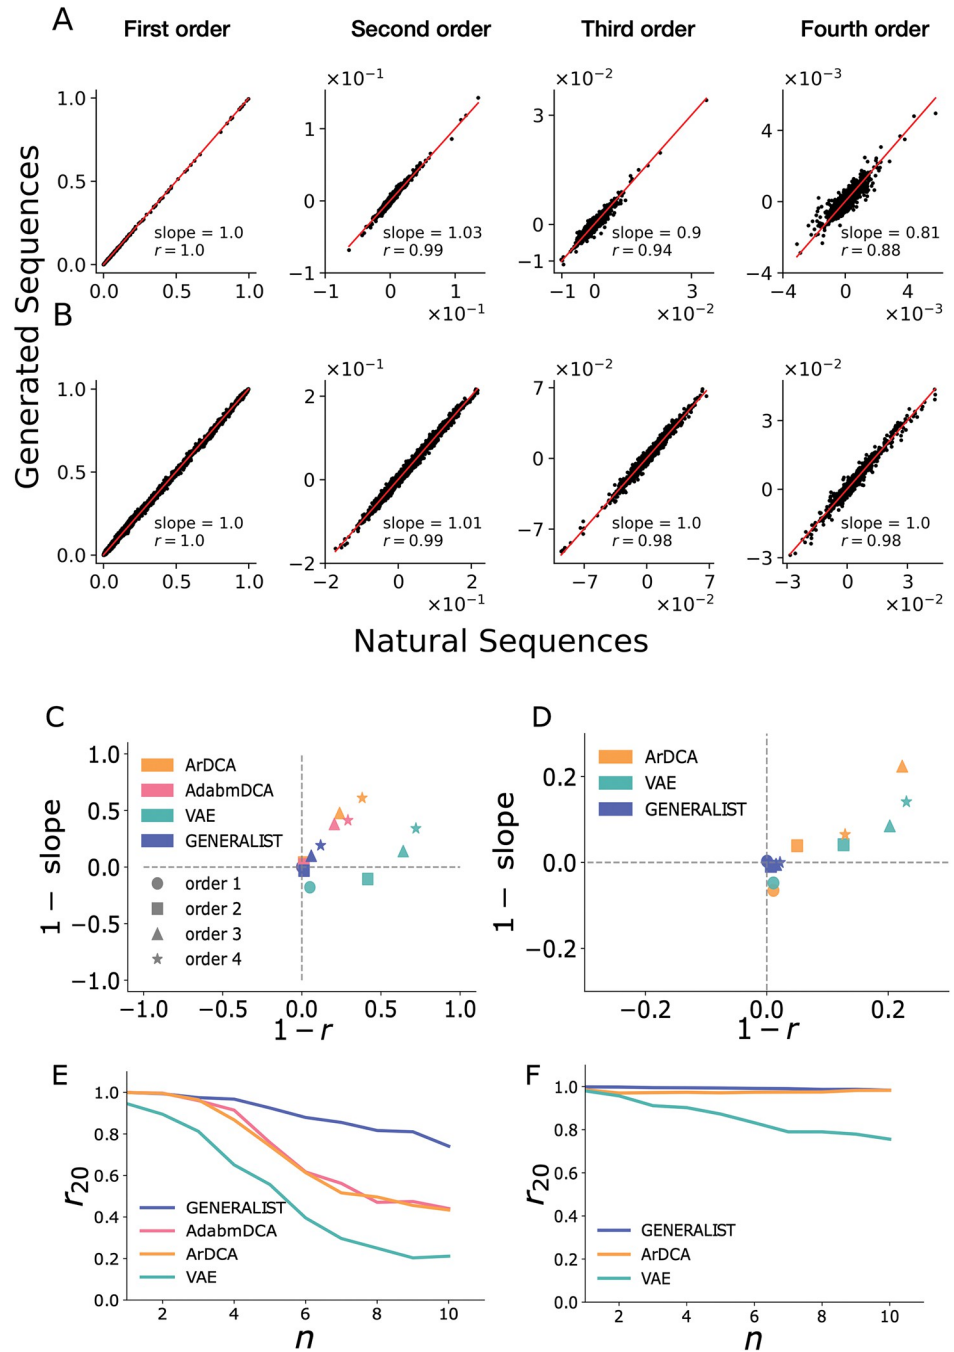 A
First order
Second order
Third order
Fourth order
Generated Sequences
×10⁻¹
×10⁻²
×10⁻³
1.0
0.5
0.0
slope = 1.0
r = 1.0
0.0 0.5 1.0
1
0
−1
slope = 1.03
r = 0.99
−1 0 1
×10⁻¹
3
0
−1
slope = 0.9
r = 0.94
−1 0 3
×10⁻²
4
0
−4
slope = 0.81
r = 0.88
−4 0 4
×10⁻³
B
×10⁻¹
×10⁻²
×10⁻²
1.0
0.5
0.0
slope = 1.0
r = 1.0
0.0 0.5 1.0
2
0
−2
slope = 1.01
r = 0.99
−2 0 2
×10⁻¹
7
0
−7
slope = 1.0
r = 0.98
−7 0 7
×10⁻²
3
0
−3
slope = 1.0
r = 0.98
−3 0 3
×10⁻²
Natural Sequences
C
1 − slope
1.0
0.5
0.0
−0.5
−1.0
ArDCA
AdabmDCA
VAE
GENERALIST
order 1
order 2
order 3
order 4
−1.0 −0.5 0.0 0.5 1.0
1 − r
D
1 − slope
0.2
0.0
−0.2
ArDCA
VAE
GENERALIST
−0.2 0.0 0.2
1 − r
E
r₂₀
1.0
0.8
0.6
0.4
0.2
0.0
GENERALIST
AdabmDCA
ArDCA
VAE
2 4 6 8 10
n
F
r₂₀
1.0
0.8
0.6
0.4
0.2
0.0
GENERALIST
ArDCA
VAE
2 4 6 8 10
n